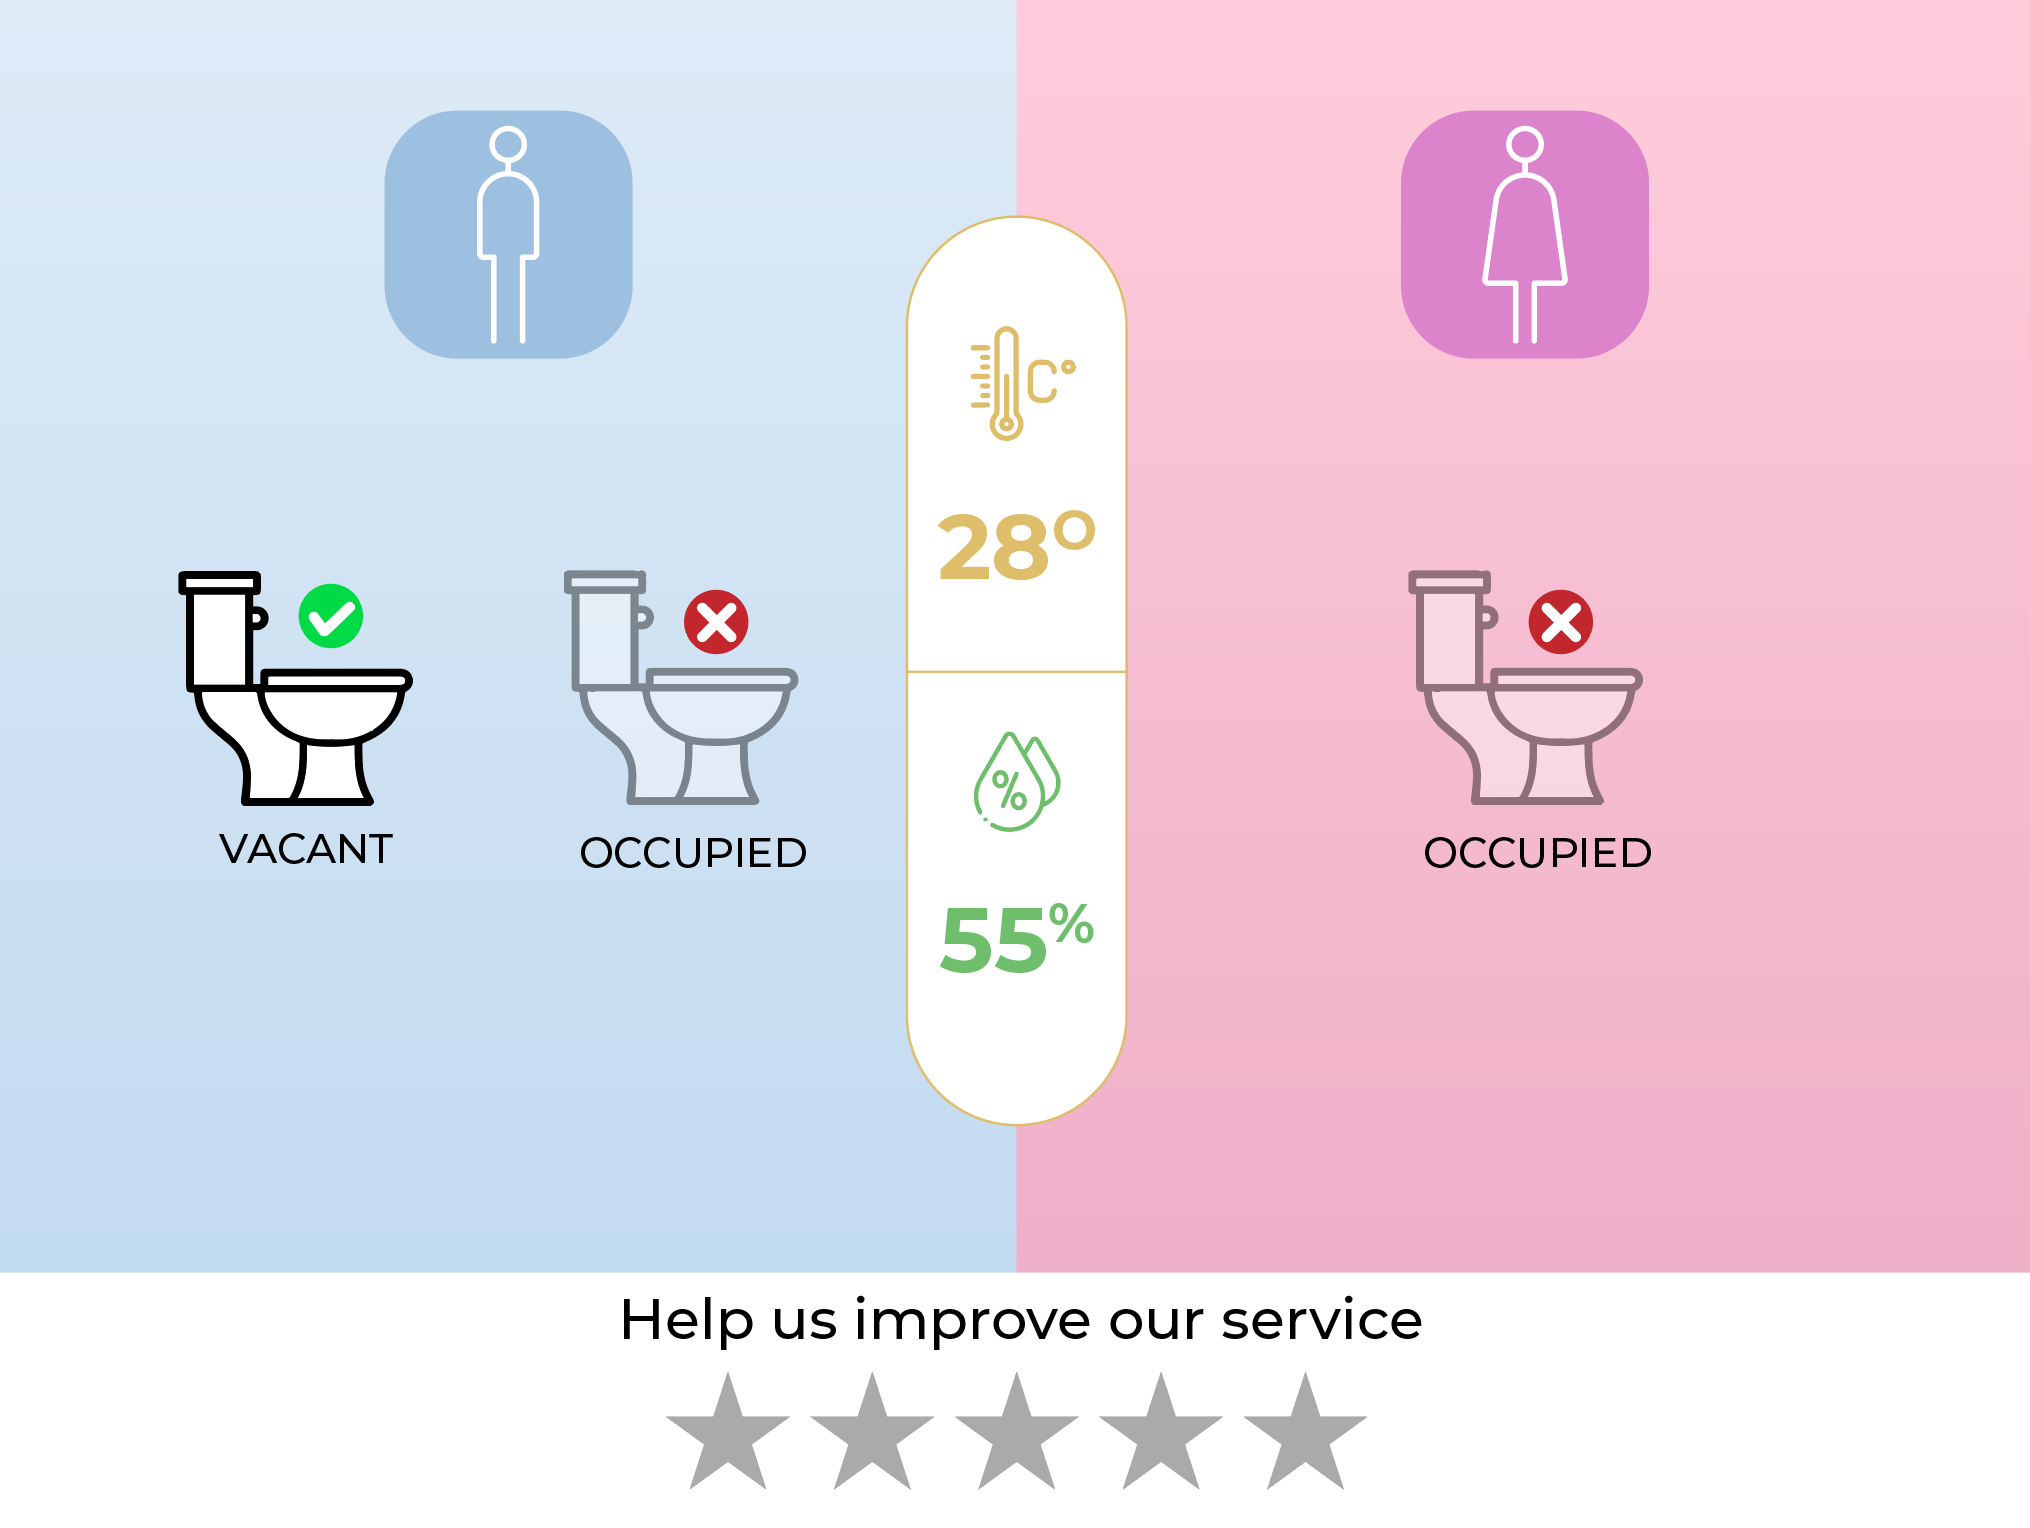 C°
28°
VACANT
OCCUPIED
OCCUPIED
%
55%
Help us improve our service